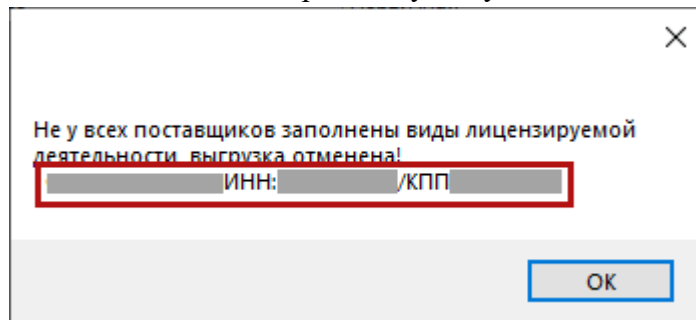 Не у всех поставщиков заполнены виды лицензируемой
деятельности, выгрузка отменена!
ИНН: /КПП
OK